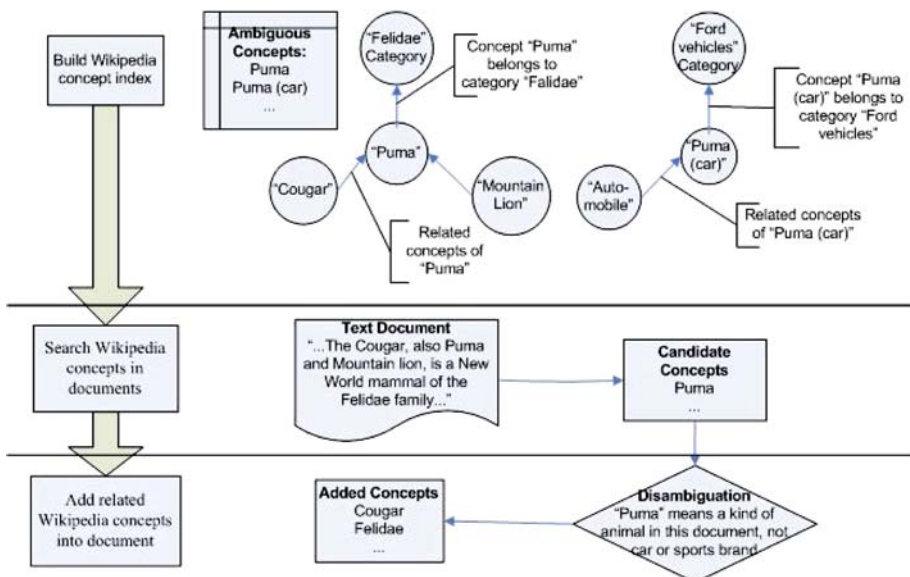 Build Wikipedia
concept index
Ambiguous
Concepts:
Puma
Puma (car)
...
“Felidae”
Category
Concept “Puma”
belongs to
category “Falidae”
“Puma”
“Cougar”
“Mountain
Lion”
Related
concepts of
“Puma”
“Ford
vehicles”
Category
Concept “Puma
(car)” belongs to
category “Ford
vehicles”
“Puma
(car)”
“Auto-
mobile”
Related concepts
of “Puma (car)”
Search Wikipedia
concepts in
documents
Text Document
“...The Cougar, also Puma
and Mountain lion, is a New
World mammal of the
Felidae family...”
Candidate
Concepts
Puma
...
Add related
Wikipedia concepts
into document
Added Concepts
Cougar
Felidae
...
Disambiguation
“Puma” means a kind of
animal in this document, not
car or sports brand